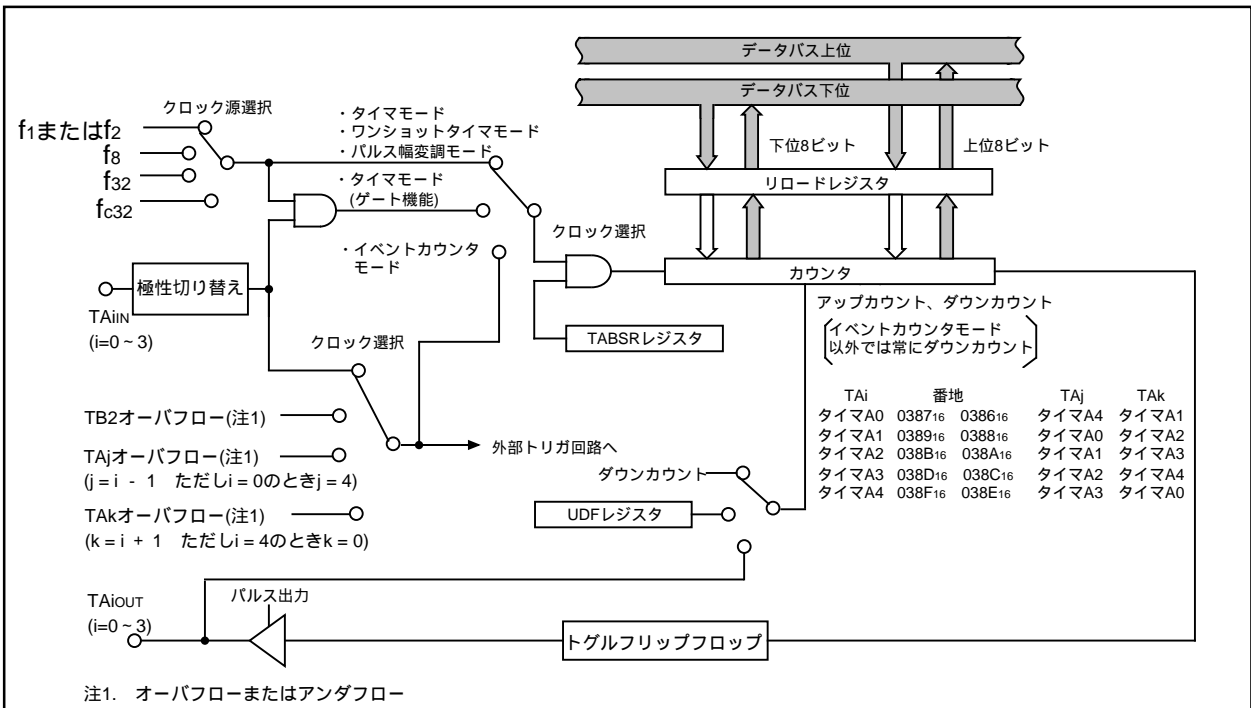 データバス上位
データバス下位
下位8ビット
上位8ビット
リロードレジスタ
カウンタ
クロック源選択
f1またはf2
f8
f32
fc32
・タイマモード
・ワンショットタイマモード
・パルス幅変調モード
・タイマモード
(ゲート機能)
・イベントカウンタ
モード
クロック選択
極性切り替え
TAiIN
(i=0~3)
TABSRレジスタ
アップカウント、ダウンカウント
イベントカウンタモード
以外では常にダウンカウント
クロック選択
TB2オーバフロー(注1)
TAjオーバフロー(注1)
(j = i - 1 ただしi = 0のときj = 4)
TAkオーバフロー(注1)
(k = i + 1 ただしi = 4のときk = 0)
外部トリガ回路へ
ダウンカウント
UDFレジスタ
TAi 番地 TAj TAk
タイマA0 038716 038616 タイマA4 タイマA1
タイマA1 038916 038816 タイマA0 タイマA2
タイマA2 038B16 038A16 タイマA1 タイマA3
タイマA3 038D16 038C16 タイマA2 タイマA4
タイマA4 038F16 038E16 タイマA3 タイマA0
TAiOUT
(i=0~3)
パルス出力
トグルフリップフロップ
注1. オーバフローまたはアンダフロー